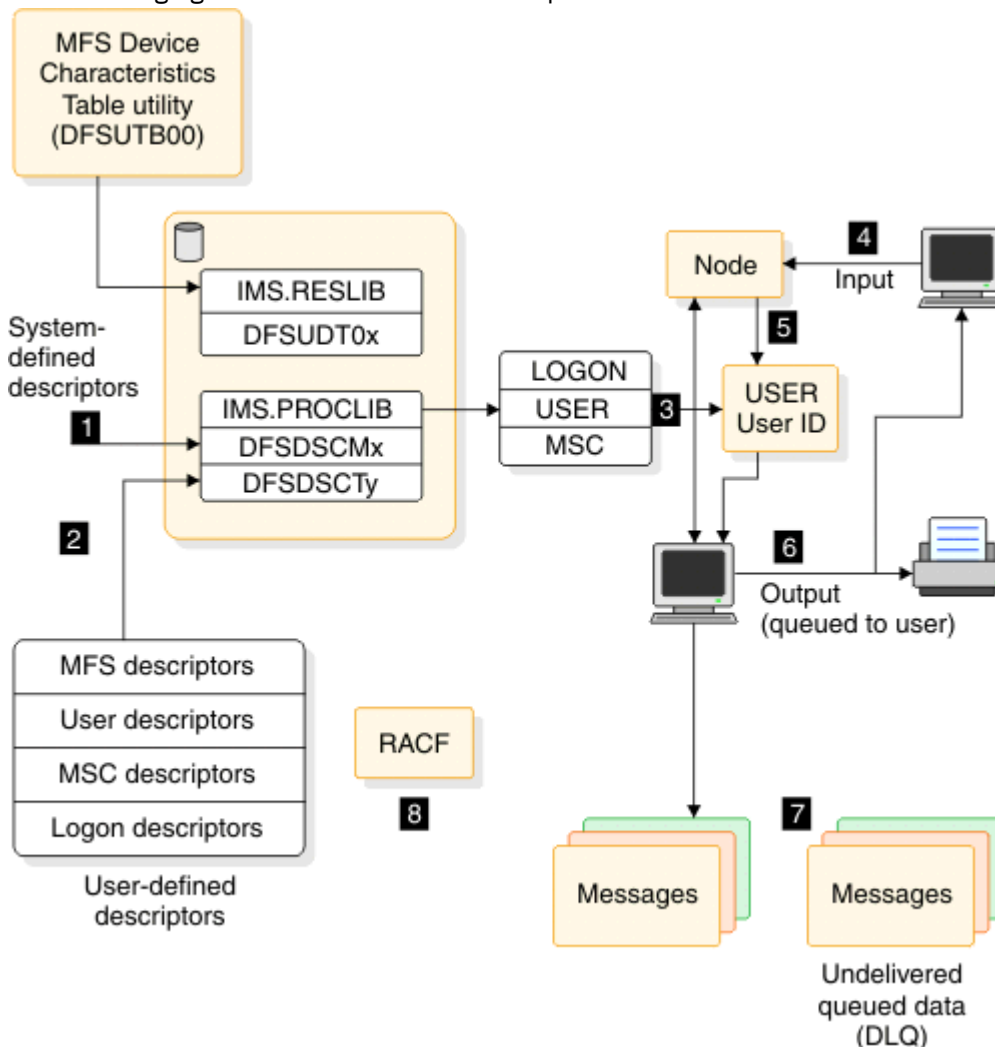 MFS Device
Characteristics
Table utility
(DFSUTB00)
IMS.RESLIB
DFSUDT0x
System-
defined
descriptors
1
IMS.PROCLIB
DFSDSCMx
DFSDSCTy
2
LOGON
USER
MSC
3
Node
4
Input
5
USER
User ID
6
Output
(queued to user)
MFS descriptors
User descriptors
MSC descriptors
Logon descriptors
User-defined
descriptors
RACF
8
Messages
7
Messages
Undelivered
queued data
(DLQ)